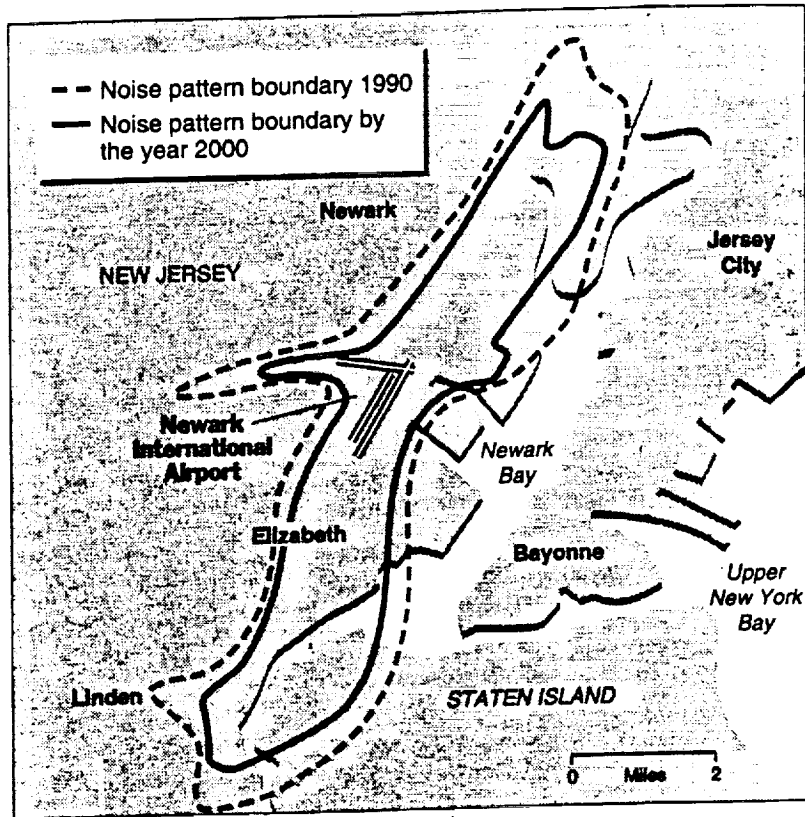 Noise pattern boundary 1990
Noise pattern boundary by
the year 2000
Newark
NEW JERSEY
Jersey
City
Newark
International
Airport
Newark
Bay
Elizabeth
Bayonne
Upper
New York
Bay
Linden
STATEN ISLAND
0 Miles 2